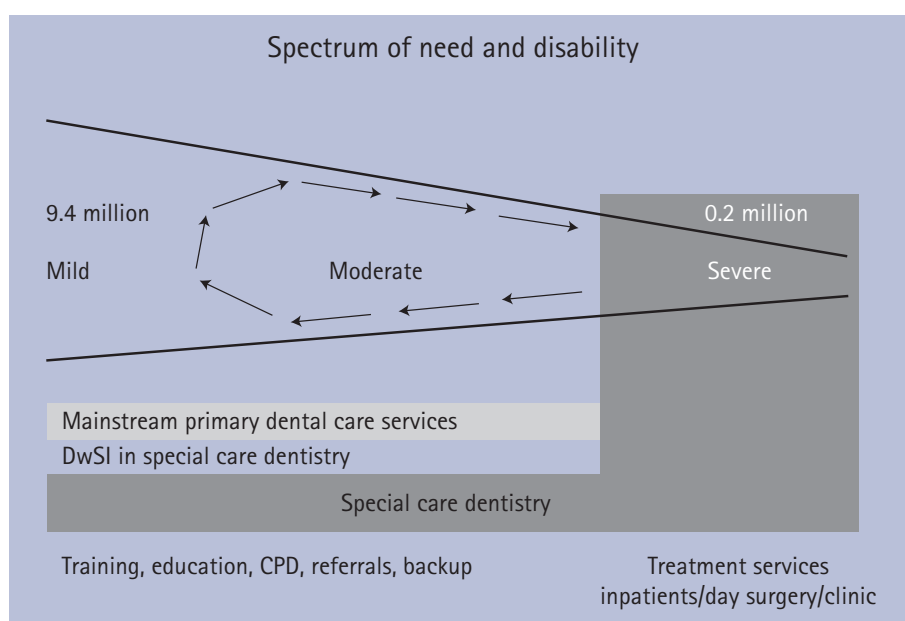 Spectrum of need and disability
9.4 million
0.2 million
Mild
Moderate
Severe
Mainstream primary dental care services
DwSI in special care dentistry
Special care dentistry
Training, education, CPD, referrals, backup
Treatment services
inpatients/day surgery/clinic